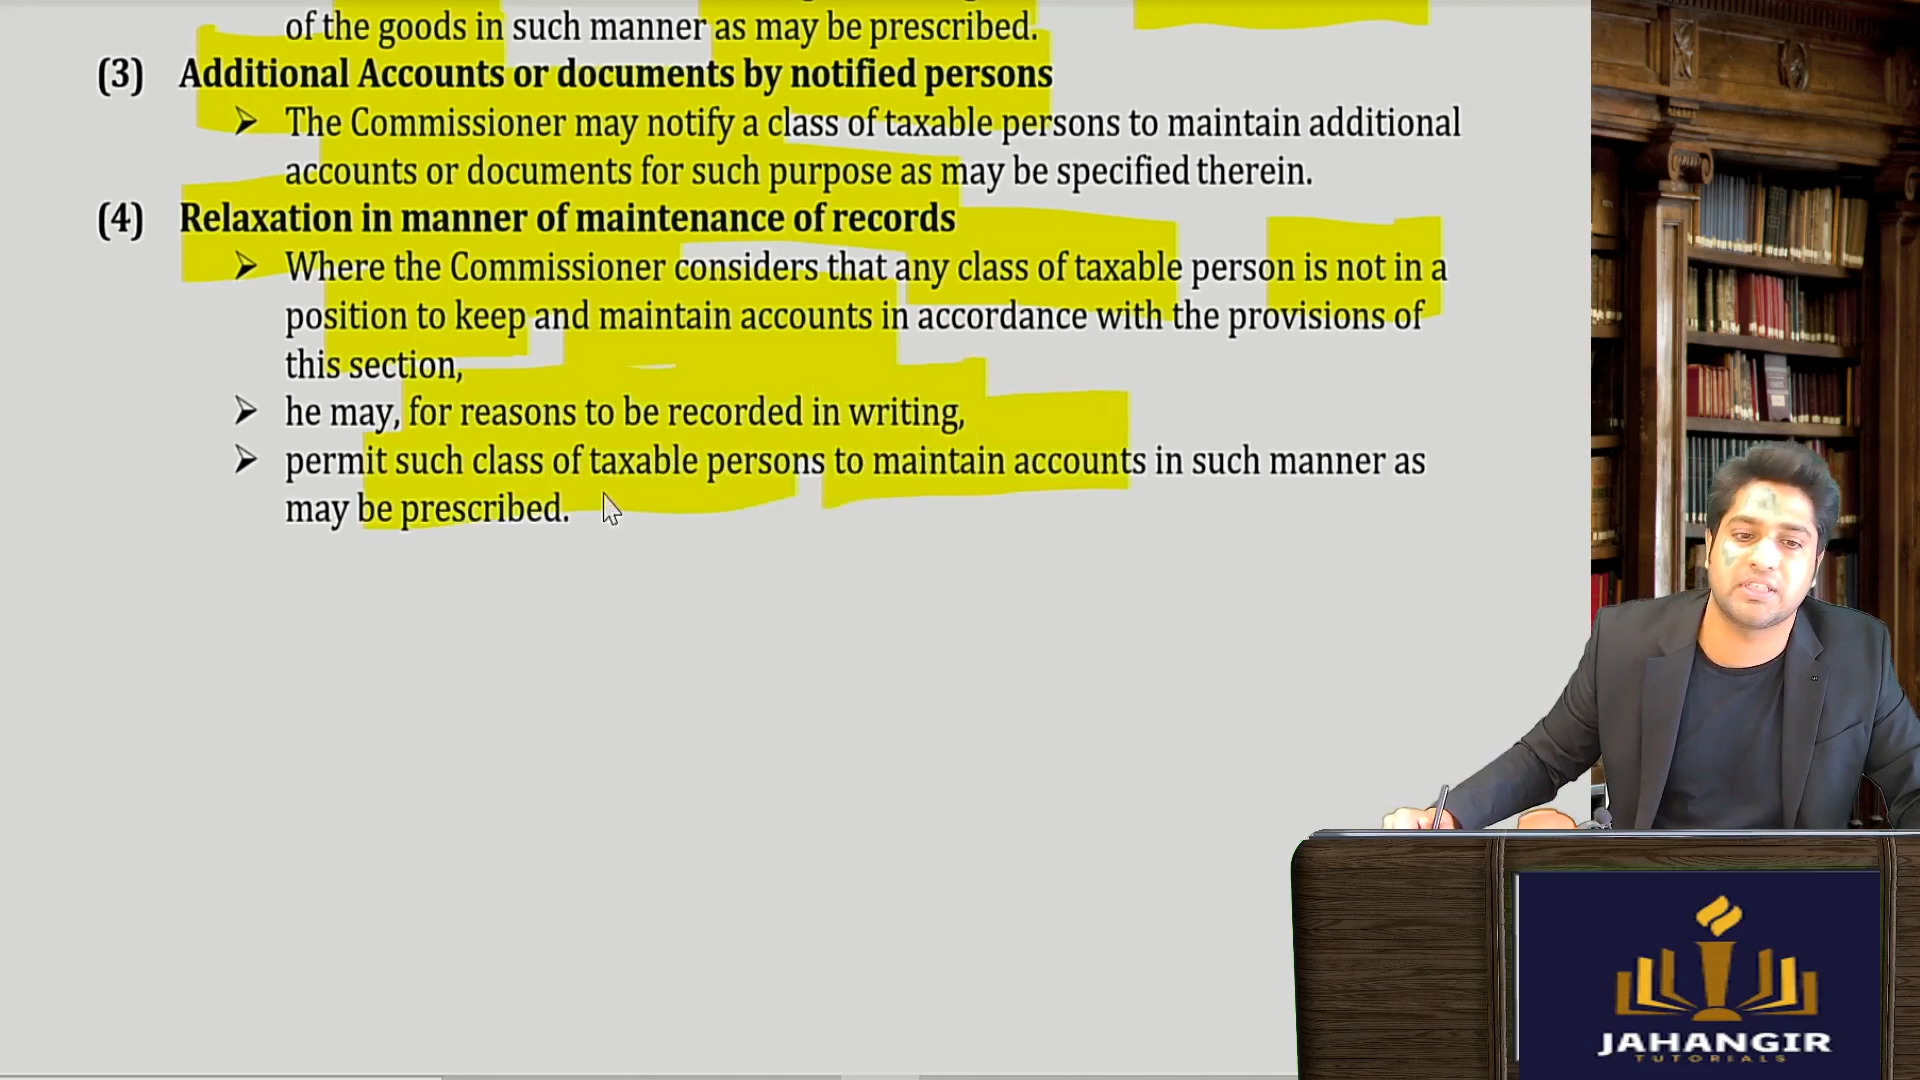 of the goods in such manner as may be prescribed.
(3) Additional Accounts or documents by notified persons
➢ The Commissioner may notify a class of taxable persons to maintain additional
accounts or documents for such purpose as may be specified therein.
(4) Relaxation in manner of maintenance of records
➢ Where the Commissioner considers that any class of taxable person is not in a
position to keep and maintain accounts in accordance with the provisions of
this section,
➢ he may, for reasons to be recorded in writing,
➢ permit such class of taxable persons to maintain accounts in such manner as
may be prescribed.
JAHANGIR
TUTORIALS